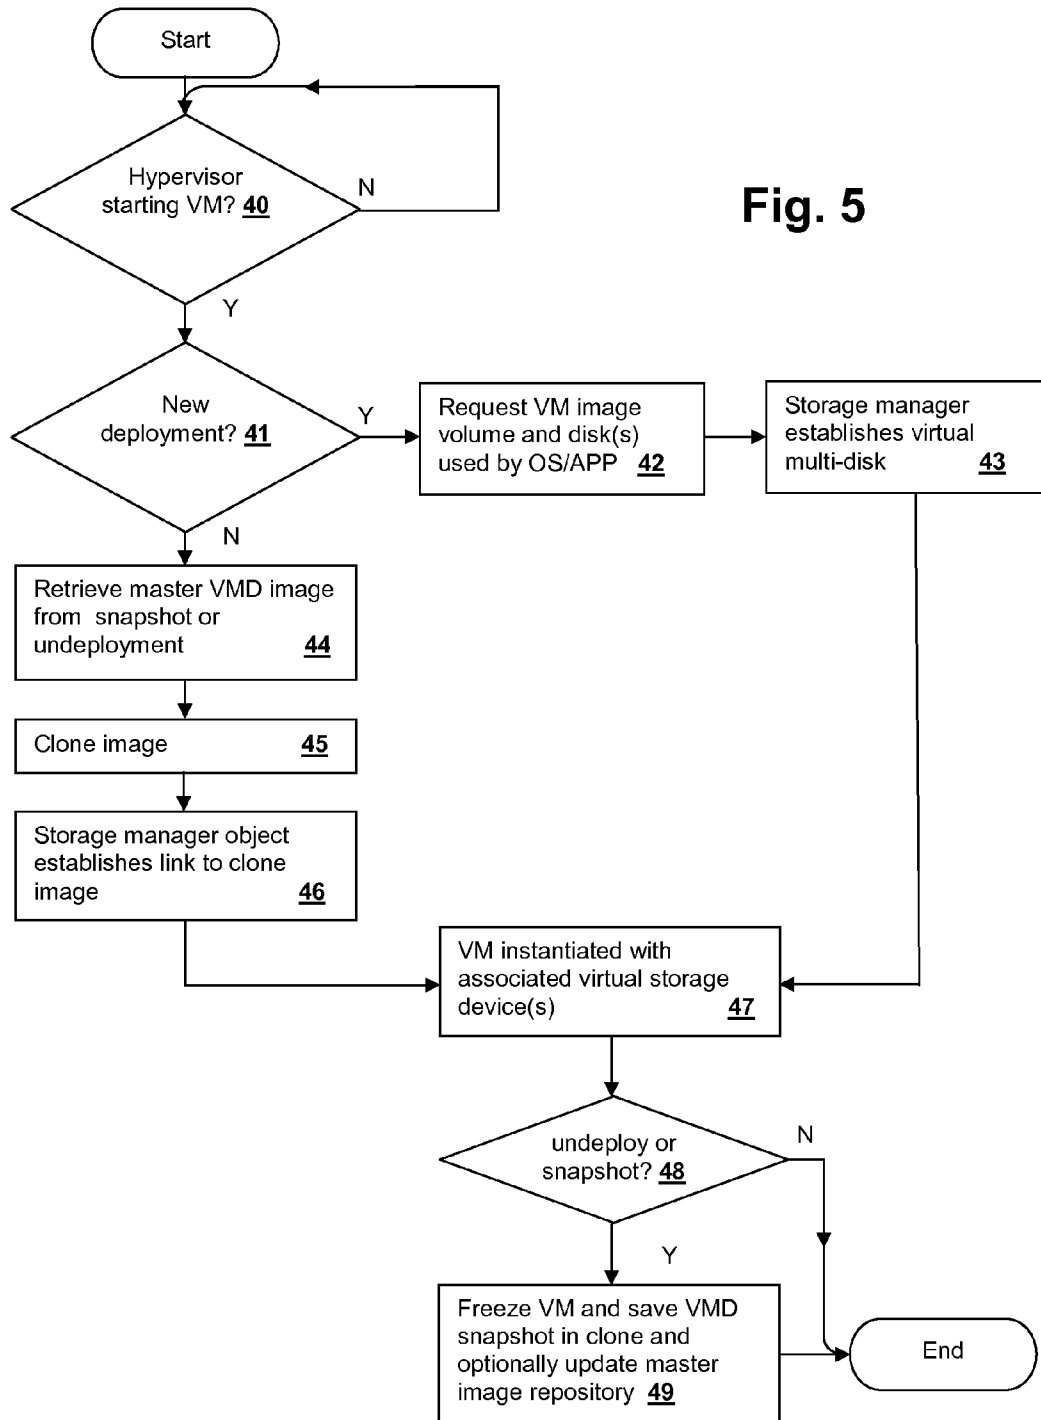 Start
Hypervisor
starting VM? 40
N
Fig. 5
Y
New
deployment? 41
Y
Request VM image
volume and disk(s)
used by OS/APP 42
Storage manager
establishes virtual
multi-disk 43
N
Retrieve master VMD image
from snapshot or
undeployment 44
Clone image 45
Storage manager object
establishes link to clone
image 46
VM instantiated with
associated virtual storage
device(s) 47
undeploy or
snapshot? 48
N
Y
Freeze VM and save VMD
snapshot in clone and
optionally update master
image repository 49
End